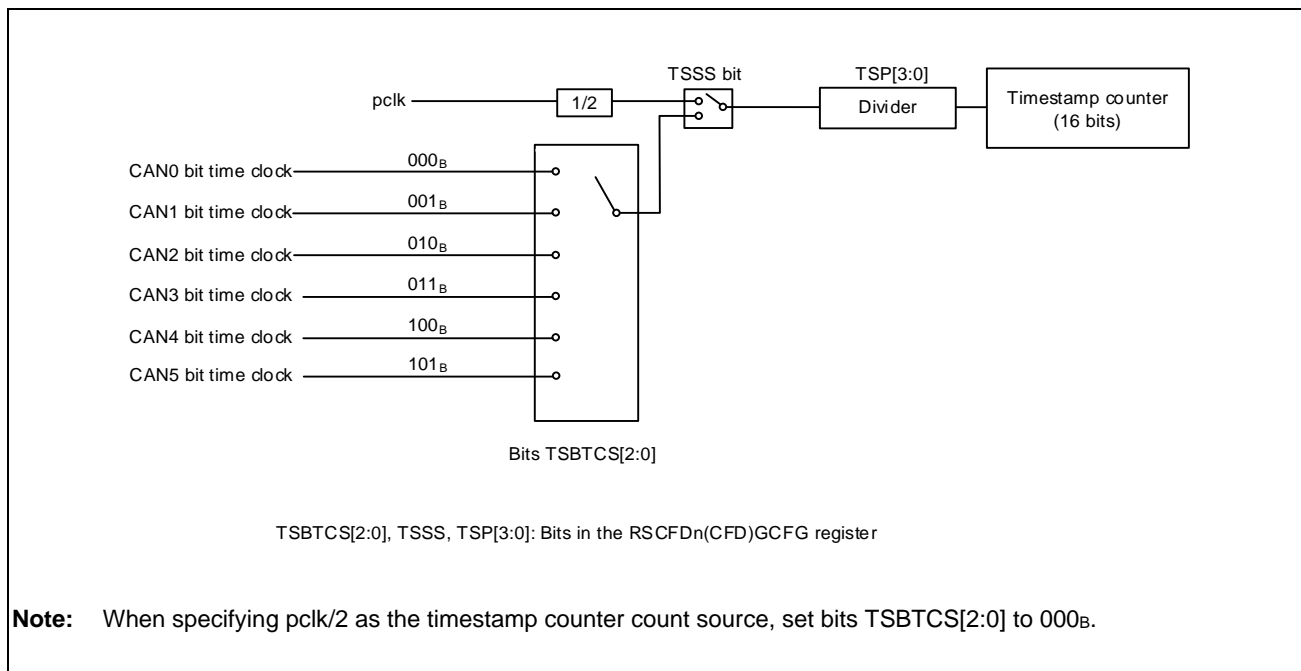 TSSS bit
TSP[3:0]
pclk
1/2
Divider
Timestamp counter
(16 bits)
CAN0 bit time clock
000B
CAN1 bit time clock
001B
CAN2 bit time clock
010B
CAN3 bit time clock
011B
CAN4 bit time clock
100B
CAN5 bit time clock
101B
Bits TSBTCS[2:0]
TSBTCS[2:0], TSSS, TSP[3:0]: Bits in the RSCFDn(CFD)GCFG register
Note: When specifying pclk/2 as the timestamp counter count source, set bits TSBTCS[2:0] to 000B.